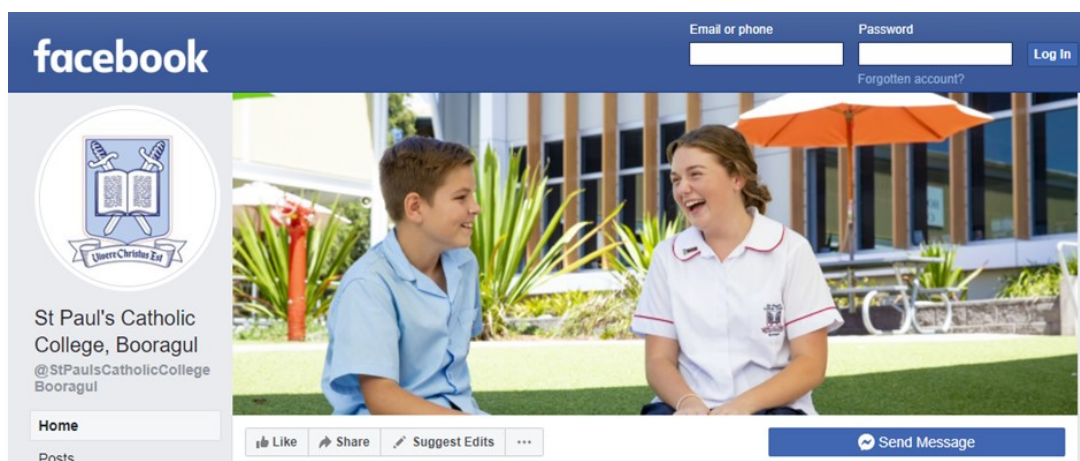 facebook
Email or phone
Password
Log In
Forgotten account?
Vivere Christus Est
St Paul's Catholic
College, Booragul
@StPaulsCatholicCollege
Booragul
Home
Posts
Like
Share
Suggest Edits
...
Send Message